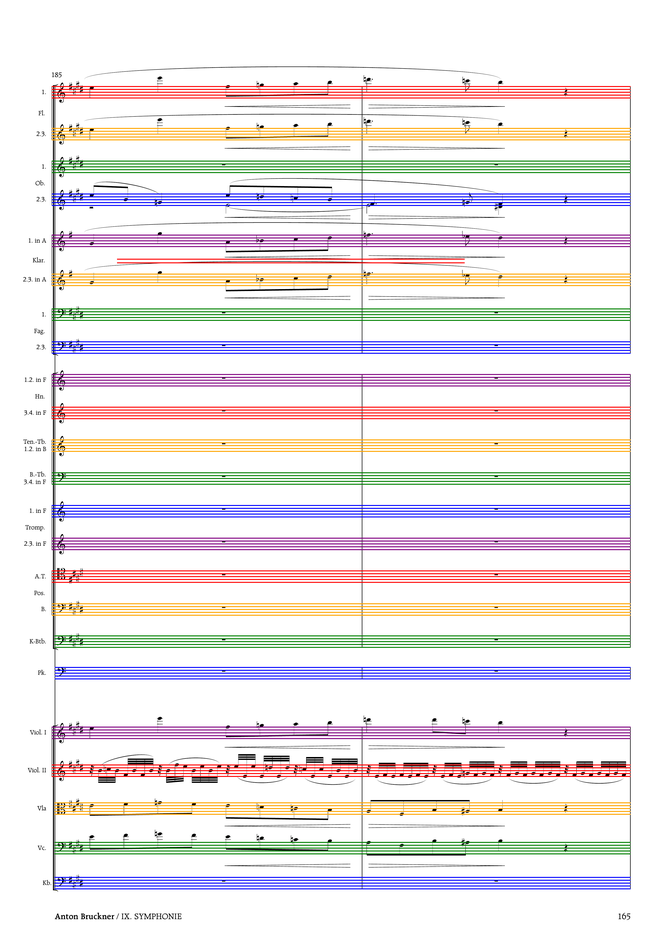 185
1.
Fl.
2.3.
1.
Ob.
2.3.
1. in A
Klar.
2.3. in A
1.
Fag.
2.3.
1.2. in F
Hn.
3.4. in F
Ten.-Tb.
1.2. in B
B.-Tb.
3.4. in F
1. in F
Tromp.
2.3. in F
A.T.
Pos.
B.
K-Btb.
Pk.
Viol. I
Viol. II
Vla
Vc.
Kb.
Anton Bruckner / IX. SYMPHONIE 165